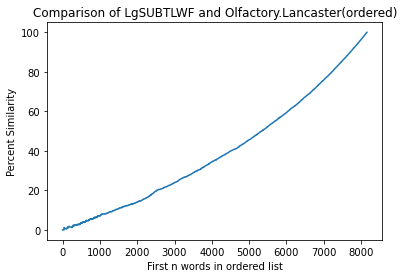 Comparison of LgSUBTLWF and Olfactory.Lancaster(ordered)
Percent Similarity
100
80
60
40
20
0
0 1000 2000 3000 4000 5000 6000 7000 8000
First n words in ordered list